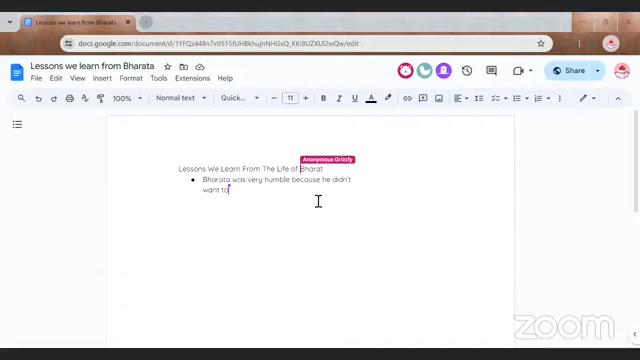 Lessons we learn from Bharata
docs.google.com/document/d/1YFQz448n7xtI515fUHBkhujnNHGxQ_KKi8UZXUl2wQw/edit
Lessons we learn from Bharata
File Edit View Insert Format Tools Extensions Help
Share
100% Normal text Quick... 11 B I U A
Anonymous Grizzly
Lessons We Learn From The Life of Bharat
Bharata was very humble because he didn't
want to
zoom